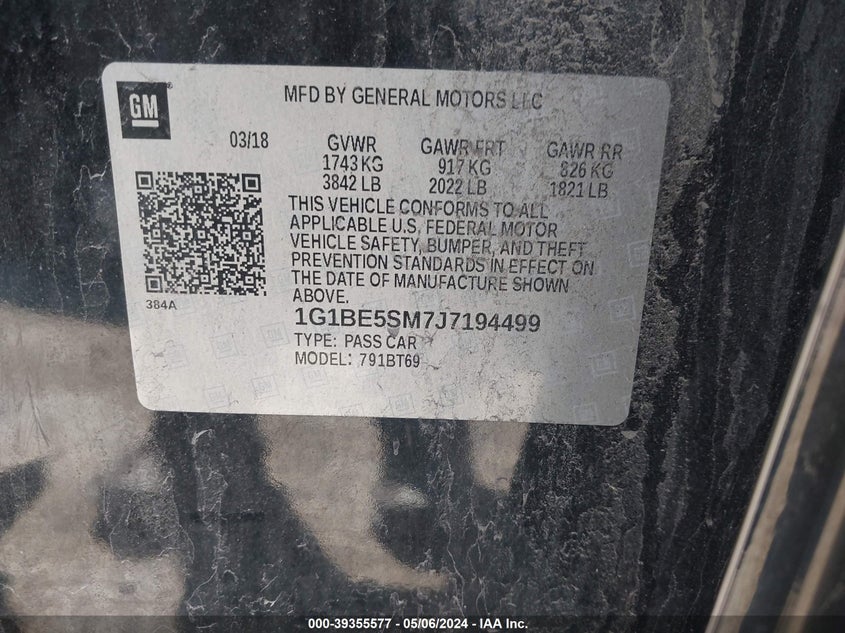 GM
MFD BY GENERAL MOTORS LLC
03/18 GVWR GAWR FRT GAWR RR
1743 KG 917 KG 826 KG
3842 LB 2022 LB 1821 LB
THIS VEHICLE CONFORMS TO ALL
APPLICABLE U.S. FEDERAL MOTOR
VEHICLE SAFETY, BUMPER, AND THEFT
PREVENTION STANDARDS IN EFFECT ON
THE DATE OF MANUFACTURE SHOWN
ABOVE.
384A
1G1BE5SM7J7194499
TYPE: PASS CAR
MODEL: 791BT69
000-39355577 - 05/06/2024 - IAA Inc.